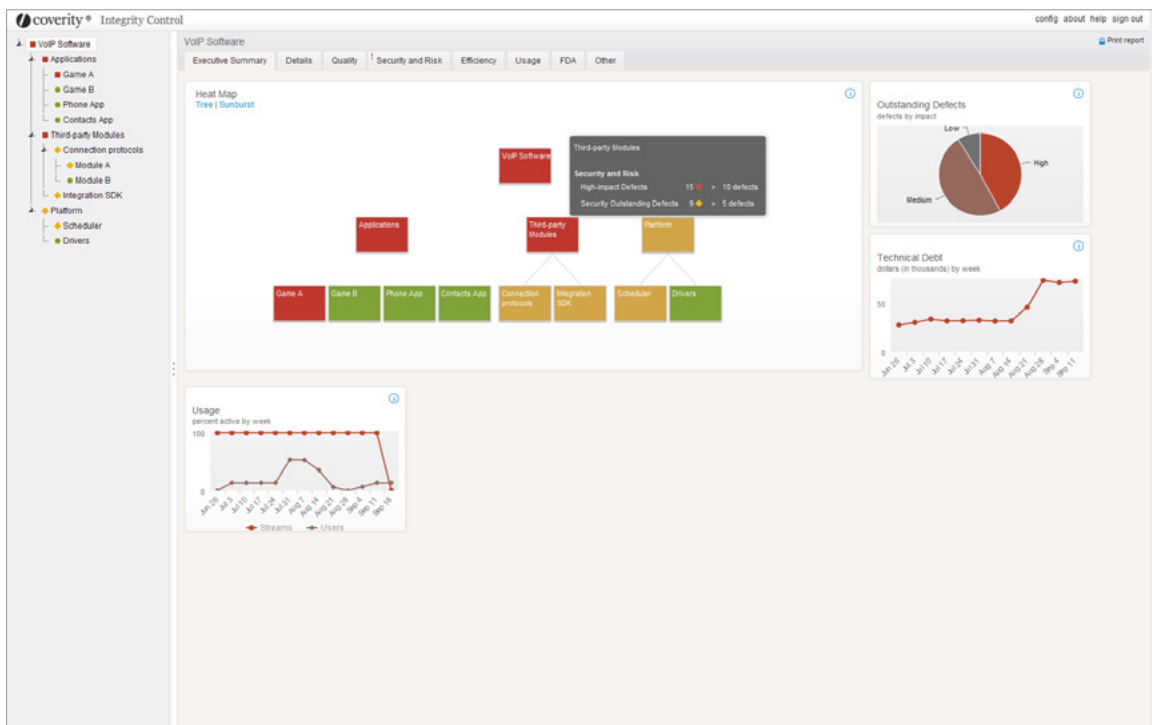 coverity® Integrity Control
config about help sign out
VoIP Software
Applications
Game A
Game B
Phone App
Contacts App
Third-party Modules
Connection protocols
Module A
Module B
Integration SDK
Platform
Scheduler
Drivers
VoIP Software
Print report
Executive Summary Details Quality ! Security and Risk Efficiency Usage FDA Other
Heat Map
Tree | Sunburst
VoIP Software
Third-party Modules
Security and Risk
High-impact Defects 15 > 10 defects
Security Outstanding Defects 9 > 5 defects
Applications
Third-party
Modules
Platform
Game A
Game B
Phone App
Contacts App
Connection
protocols
Integration
SDK
Scheduler
Drivers
Outstanding Defects
defects by impact
Low
High
Medium
Technical Debt
dollars (in thousands) by week
50
0
Jun 26 Jul 3 Jul 10 Jul 17 Jul 24 Jul 31 Aug 7 Aug 14 Aug 21 Aug 28 Sep 4 Sep 11
Usage
percent active by week
100
0
Jun 26 Jul 3 Jul 10 Jul 17 Jul 24 Jul 31 Aug 7 Aug 14 Aug 21 Aug 28 Sep 4 Sep 11 Sep 18
Streams Users